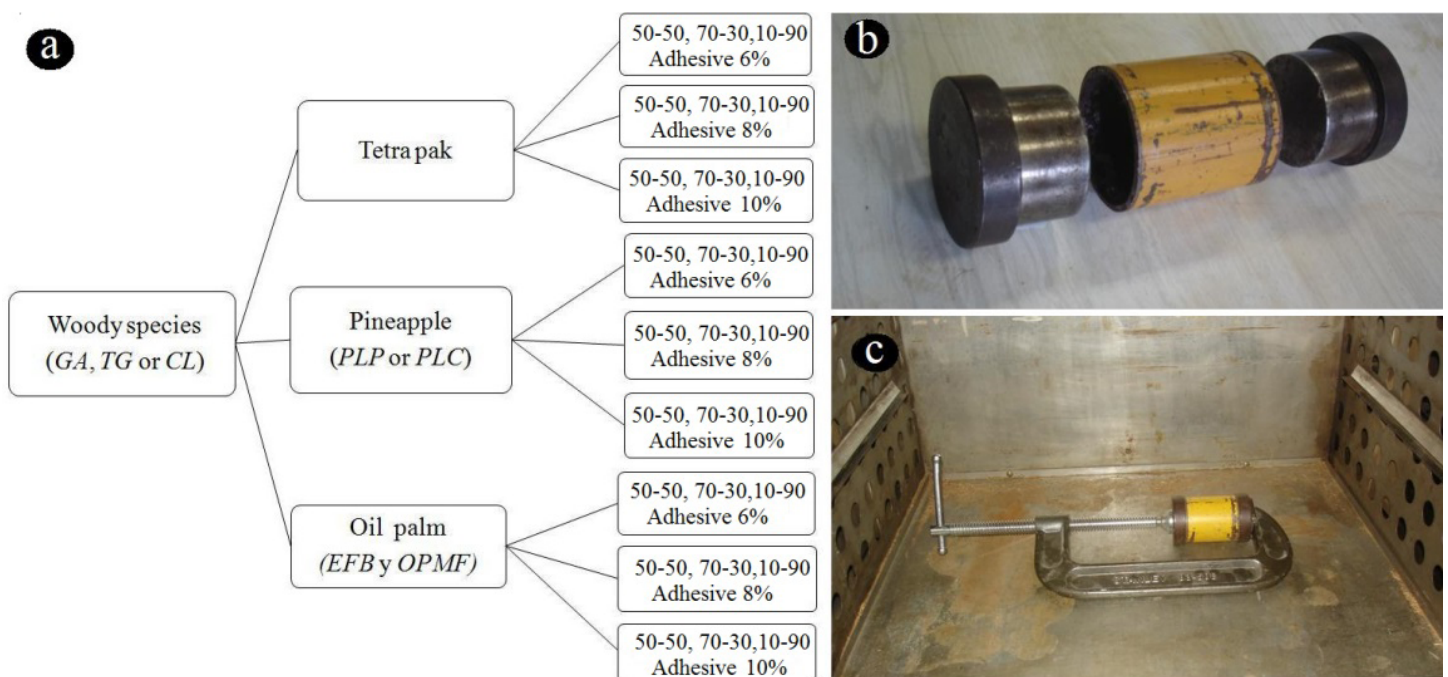 a
Woody species
(GA, TG or CL)
Tetra pak
Pineapple
(PLP or PLC)
Oil palm
(EFB y OPMF)
50-50, 70-30,10-90
Adhesive 6%
50-50, 70-30,10-90
Adhesive 8%
50-50, 70-30,10-90
Adhesive 10%
50-50, 70-30,10-90
Adhesive 6%
50-50, 70-30,10-90
Adhesive 8%
50-50, 70-30,10-90
Adhesive 10%
50-50, 70-30,10-90
Adhesive 6%
50-50, 70-30,10-90
Adhesive 8%
50-50, 70-30,10-90
Adhesive 10%
b
c
STANLEY